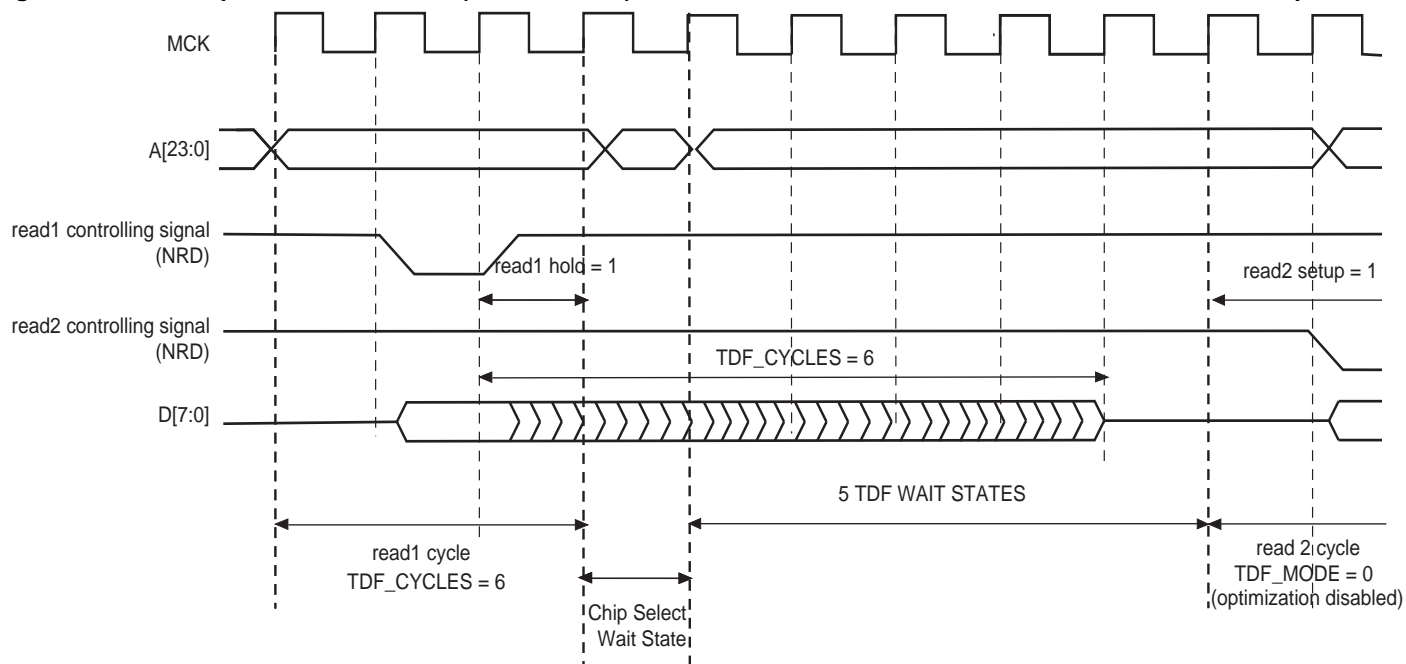 MCK
A[23:0]
read1 controlling signal
(NRD)
read1 hold = 1
read2 setup = 1
read2 controlling signal
(NRD)
TDF_CYCLES = 6
D[7:0]
5 TDF WAIT STATES
read1 cycle
TDF_CYCLES = 6
Chip Select
Wait State
read 2 cycle
TDF_MODE = 0
(optimization disabled)